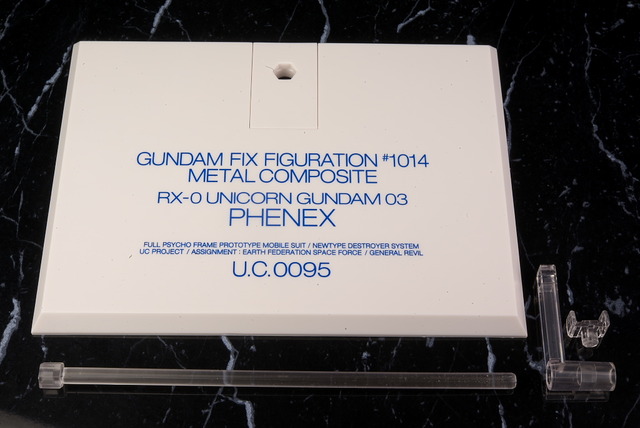 GUNDAM FIX FIGURATION #1014
METAL COMPOSITE
RX-0 UNICORN GUNDAM 03
PHENEX
FULL PSYCHO FRAME PROTOTYPE MOBILE SUIT / NEWTYPE DESTROYER SYSTEM
UC PROJECT / ASSIGNMENT : EARTH FEDERATION SPACE FORCE / GENERAL REVIL
U.C.0095